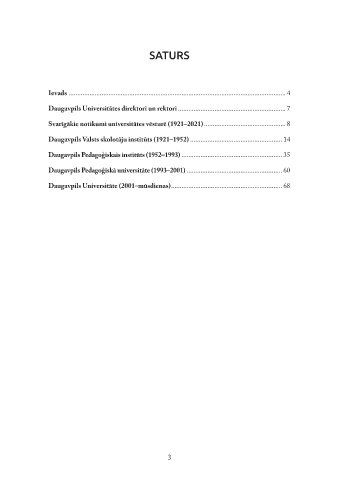 SATURS
Ievads 4
Daugavpils Universitātes direktori un rektori 7
Svarīgākie notikumi universitātes vēsturē (1921–2021) 8
Daugavpils Valsts skolotāju institūts (1921–1952) 14
Daugavpils Pedagoģiskais institūts (1952–1993) 35
Daugavpils Pedagoģiskā universitāte (1993–2001) 60
Daugavpils Universitāte (2001–mūsdienas) 68
3